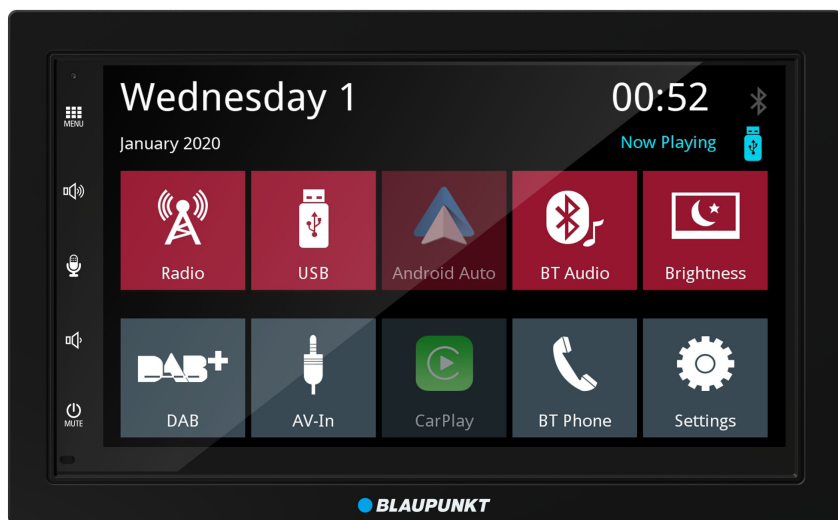 Wednesday 1
00:52
MENU
January 2020
Now Playing
Radio
USB
Android Auto
BT Audio
Brightness
DAB+
DAB
AV-In
CarPlay
BT Phone
Settings
MUTE
BLAUPUNKT